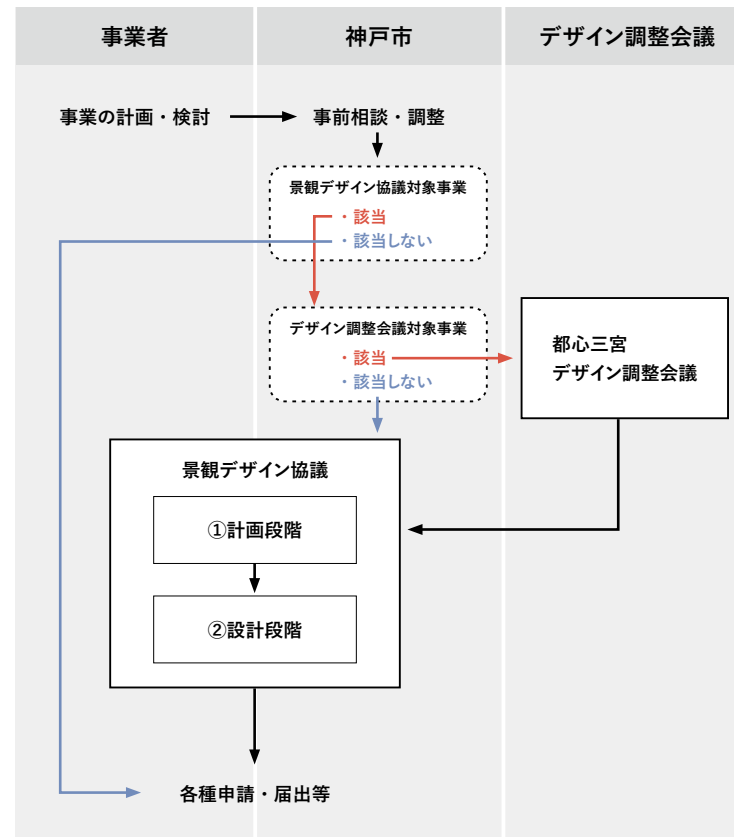 事業者
神戸市
デザイン調整会議
事業の計画・検討
事前相談・調整
景観デザイン協議対象事業
・該当
・該当しない
デザイン調整会議対象事業
・該当
・該当しない
都心三宮
デザイン調整会議
景観デザイン協議
①計画段階
②設計段階
各種申請・届出等